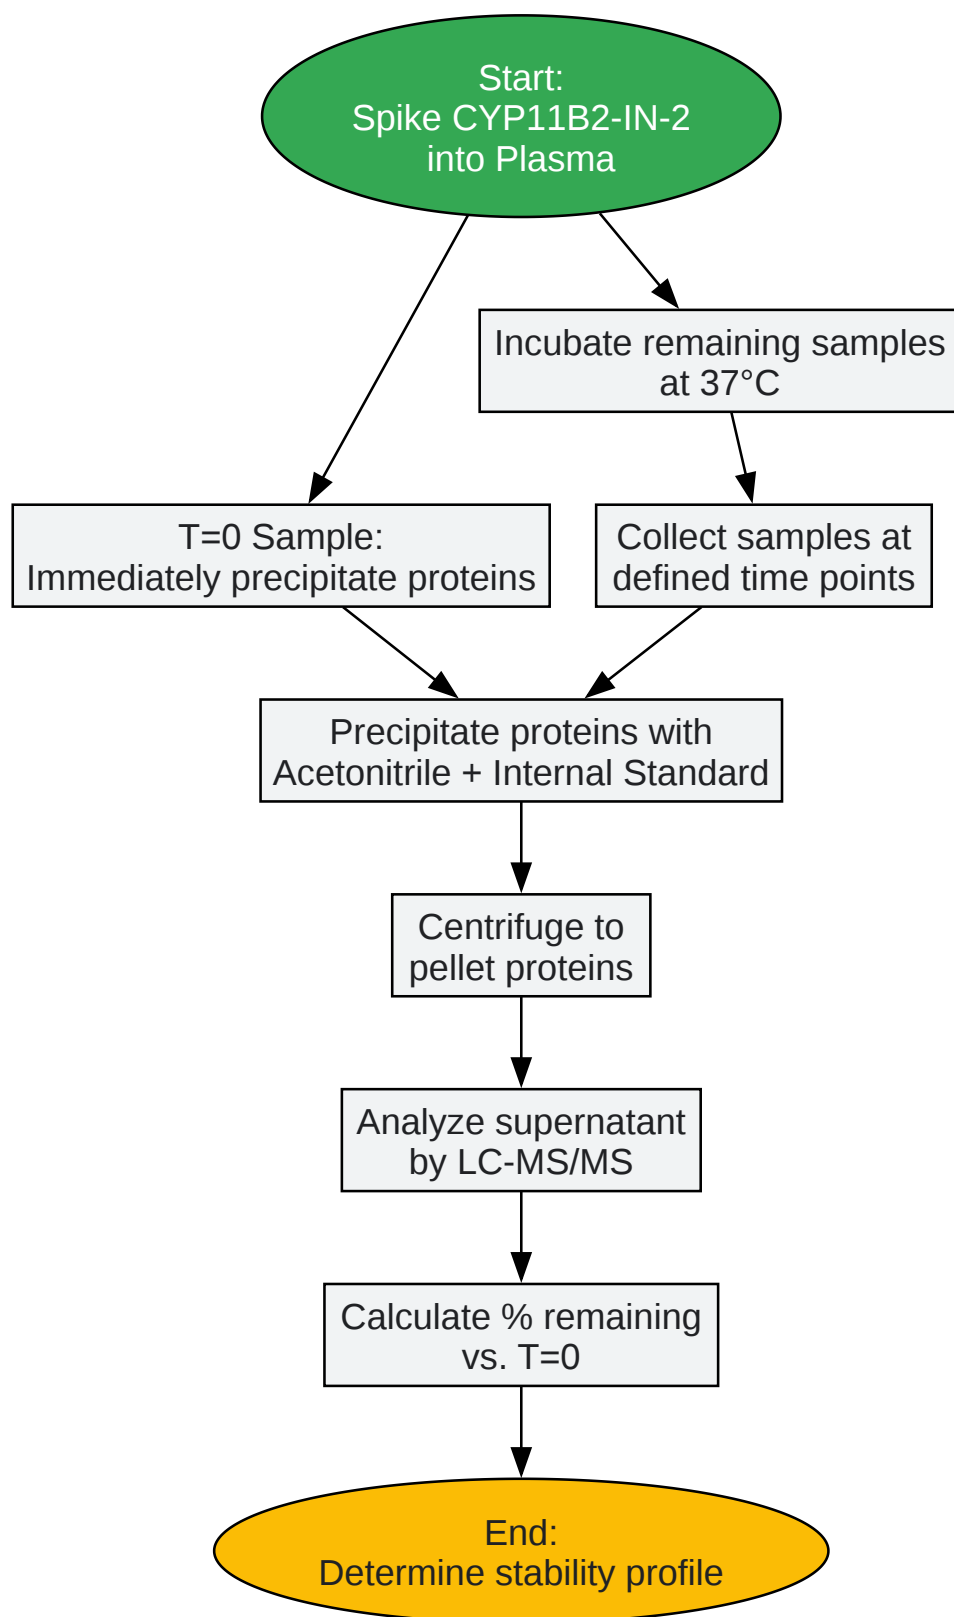 Start:
Spike CYP11B2-IN-2
into Plasma
Incubate remaining samples
at 37°C
T=0 Sample:
Immediately precipitate proteins
Collect samples at
defined time points
Precipitate proteins with
Acetonitrile + Internal Standard
Centrifuge to
pellet proteins
Analyze supernatant
by LC-MS/MS
Calculate % remaining
vs. T=0
End:
Determine stability profile